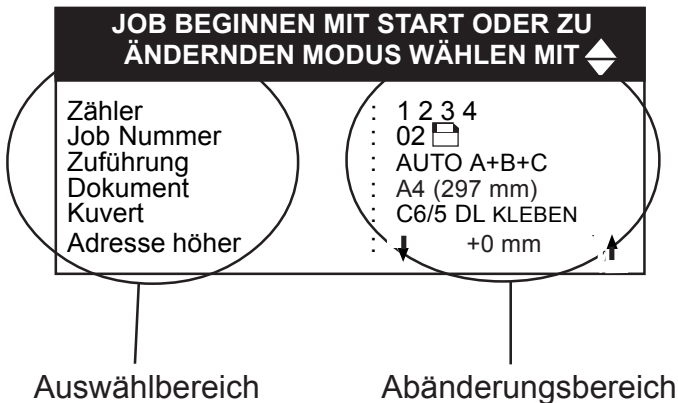 JOB BEGINNEN MIT START ODER ZU
ÄNDERNDEN MODUS WÄHLEN MIT
Zähler : 1 2 3 4
Job Nummer : 02
Zuführung : AUTO A+B+C
Dokument : A4 (297 mm)
Kuvert : C6/5 DL KLEBEN
Adresse höher : +0 mm
Auswählbereich Abänderungsbereich